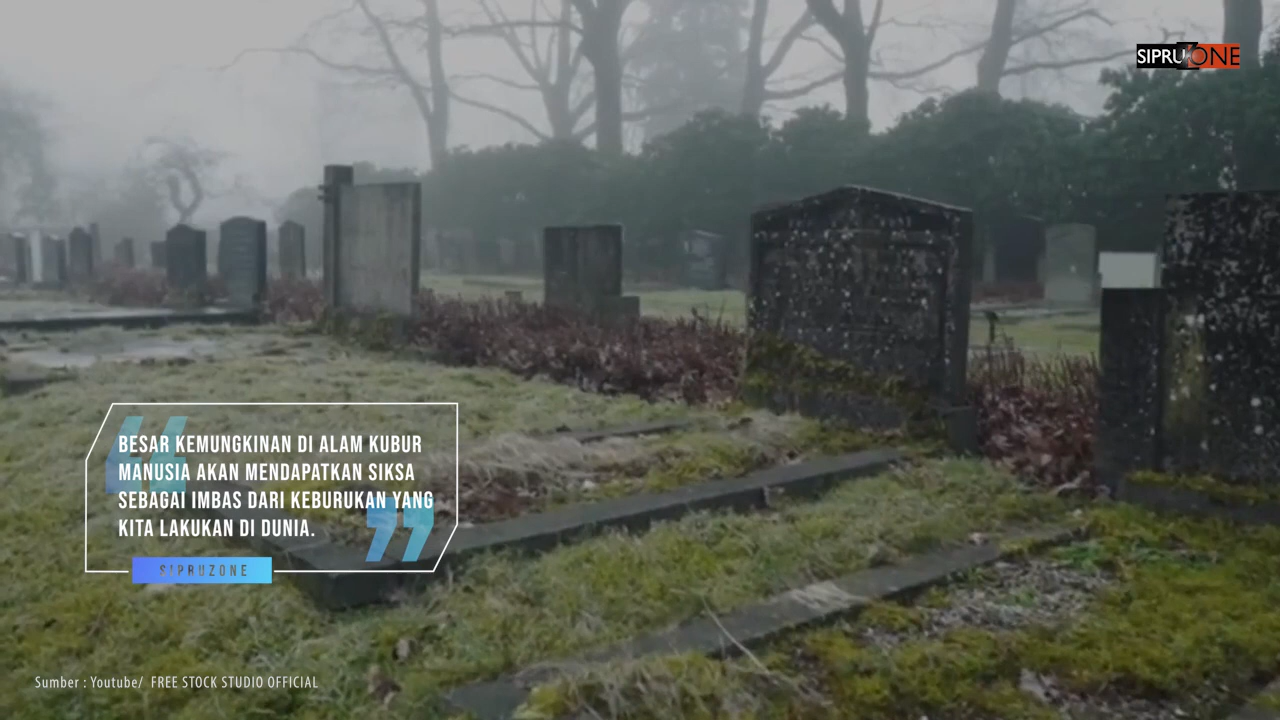 SIPRUZONE
BESAR KEMUNGKINAN DI ALAM KUBUR
MANUSIA AKAN MENDAPATKAN SIKSA
SEBAGAI IMBAS DARI KEBURUKAN YANG
KITA LAKUKAN DI DUNIA.
SIPRUZONE
Sumber : Youtube/ FREE STOCK STUDIO OFFICIAL